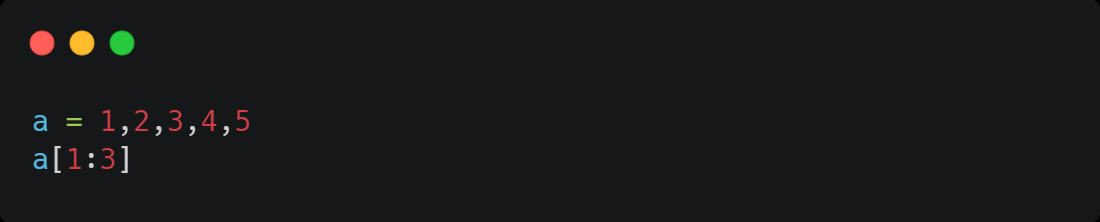 a = 1,2,3,4,5
a[1:3]